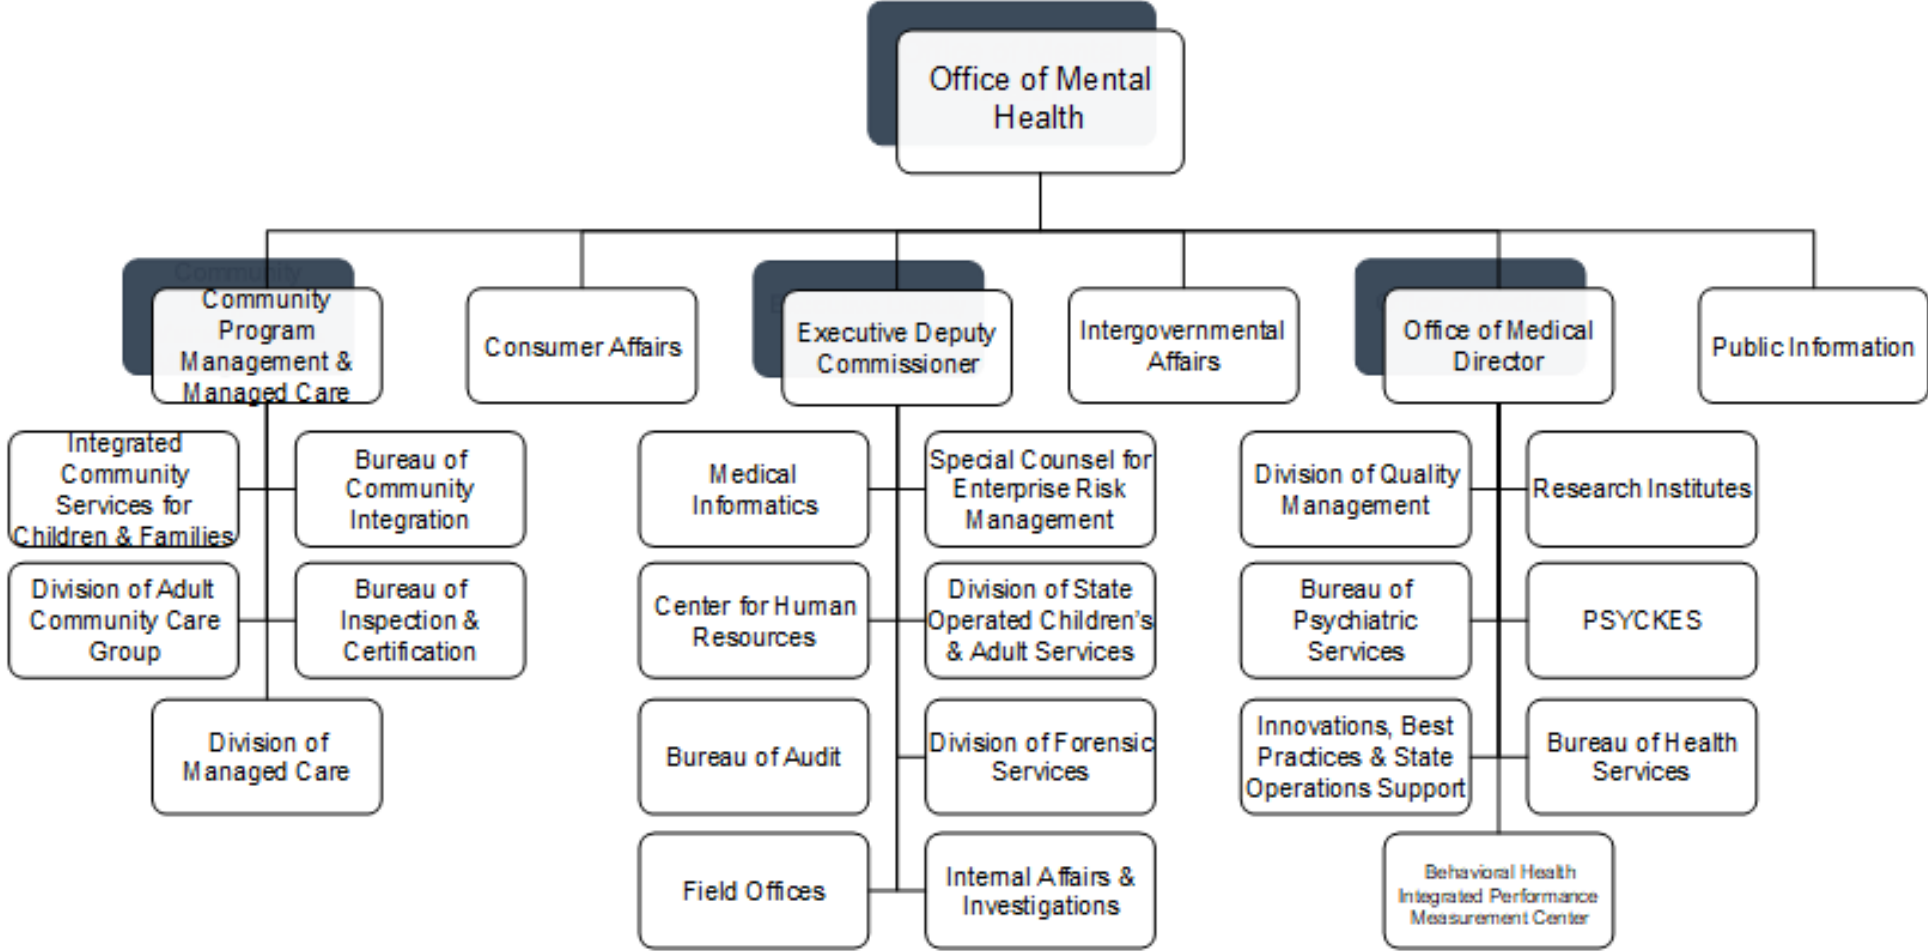 Office of Mental
Health
Community
Program
Management &
Managed Care
Consumer Affairs
Executive Deputy
Commissioner
Intergovernmental
Affairs
Office of Medical
Director
Public Information
Integrated
Community
Services for
Children & Families
Bureau of
Community
Integration
Medical
Informatics
Special Counsel for
Enterprise Risk
Management
Division of Quality
Management
Research Institutes
Division of Adult
Community Care
Group
Bureau of
Inspection &
Certification
Center for Human
Resources
Division of State
Operated Children's
& Adult Services
Bureau of
Psychiatric
Services
PSYCKES
Division of
Managed Care
Bureau of Audit
Division of Forensic
Services
Innovations, Best
Practices & State
Operations Support
Bureau of Health
Services
Field Offices
Internal Affairs &
Investigations
Behavioral Health
Integrated Performance
Measurement Center